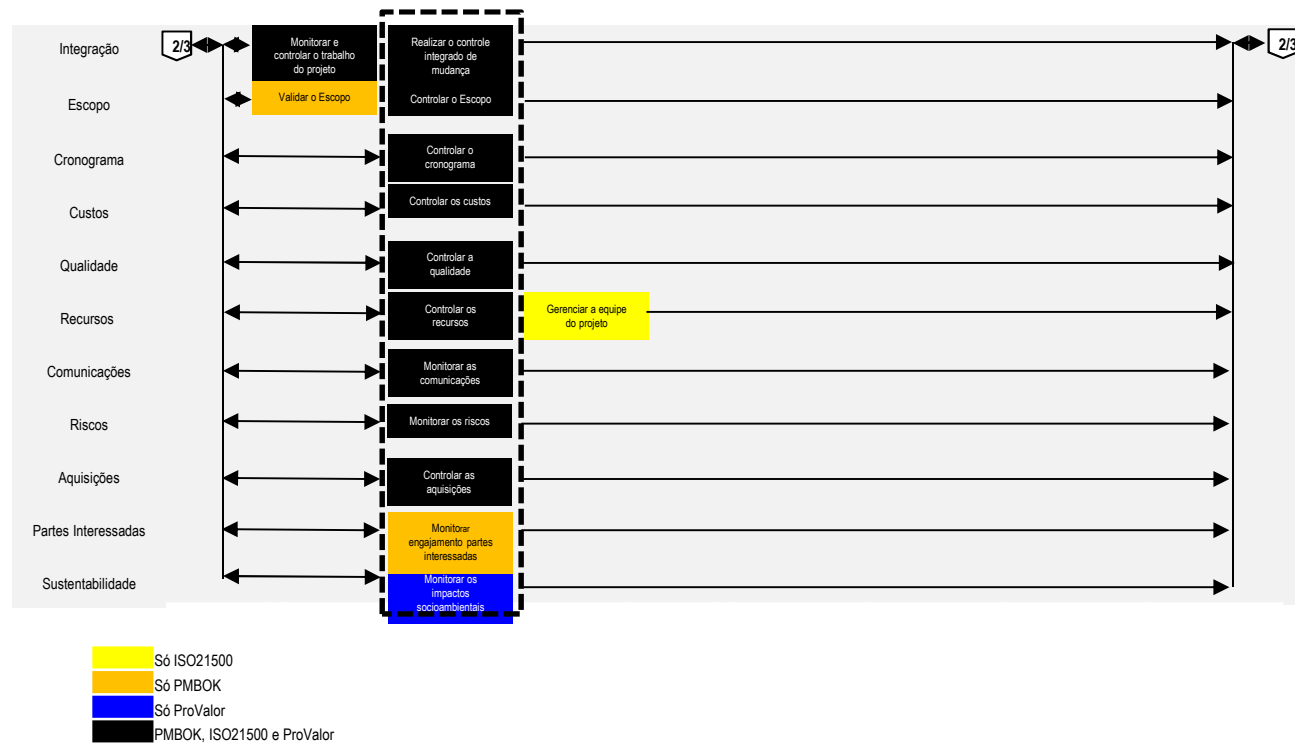 Integração
2/3
Monitorar e
controlar o trabalho
do projeto
Realizar o controle
integrado de
mudança
2/3
Escopo
Validar o Escopo
Controlar o Escopo
Cronograma
Controlar o
cronograma
Custos
Controlar os custos
Qualidade
Controlar a
qualidade
Recursos
Controlar os
recursos
Gerenciar a equipe
do projeto
Comunicações
Monitorar as
comunicações
Riscos
Monitorar os riscos
Aquisições
Controlar as
aquisições
Partes Interessadas
Monitorar
engajamento partes
interessadas
Sustentabilidade
Monitorar os
impactos
socioambientais
Só ISO21500
Só PMBOK
Só ProValor
PMBOK, ISO21500 e ProValor